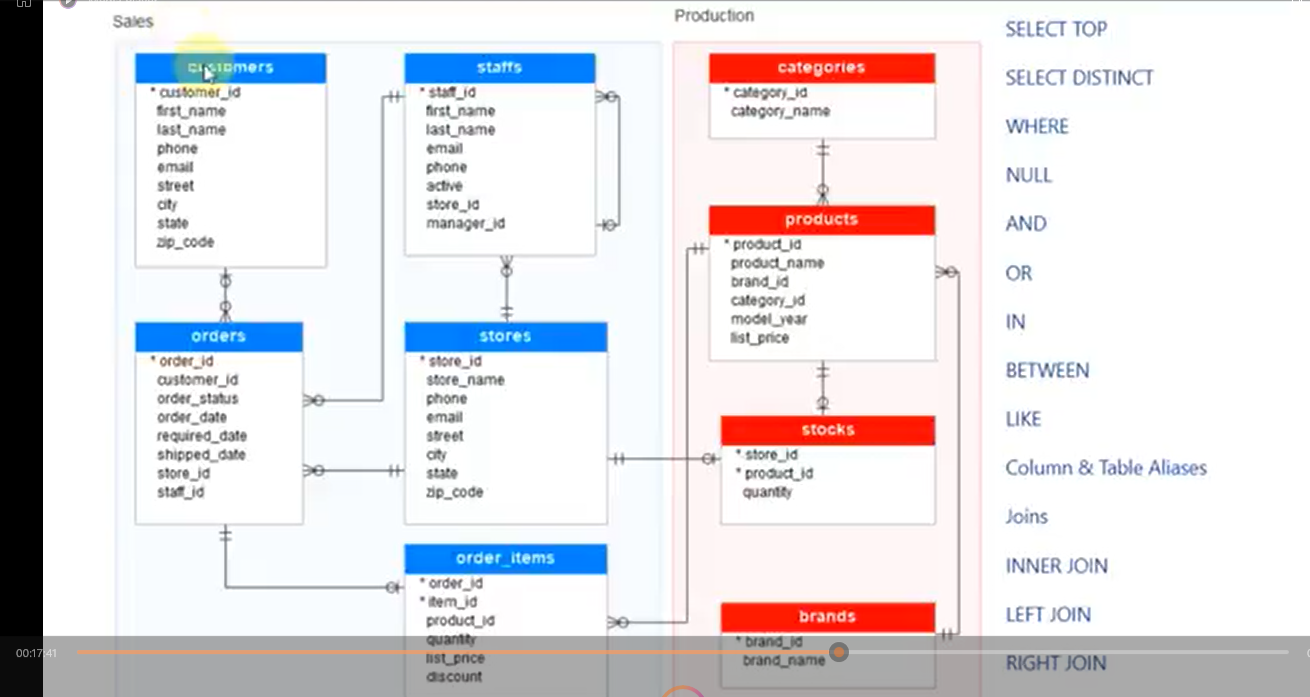 Sales
customers
* customer_id
first_name
last_name
phone
email
street
city
state
zip_code
staffs
* staff_id
first_name
last_name
email
phone
active
store_id
manager_id
orders
* order_id
customer_id
order_status
order_date
required_date
shipped_date
store_id
staff_id
stores
* store_id
store_name
phone
email
street
city
state
zip_code
order_items
* order_id
* item_id
product_id
quantity
list_price
discount
Production
categories
* category_id
category_name
products
* product_id
product_name
brand_id
category_id
model_year
list_price
stocks
* store_id
* product_id
quantity
brands
* brand_id
brand_name
SELECT TOP
SELECT DISTINCT
WHERE
NULL
AND
OR
IN
BETWEEN
LIKE
Column & Table Aliases
Joins
INNER JOIN
LEFT JOIN
RIGHT JOIN
00:17:41